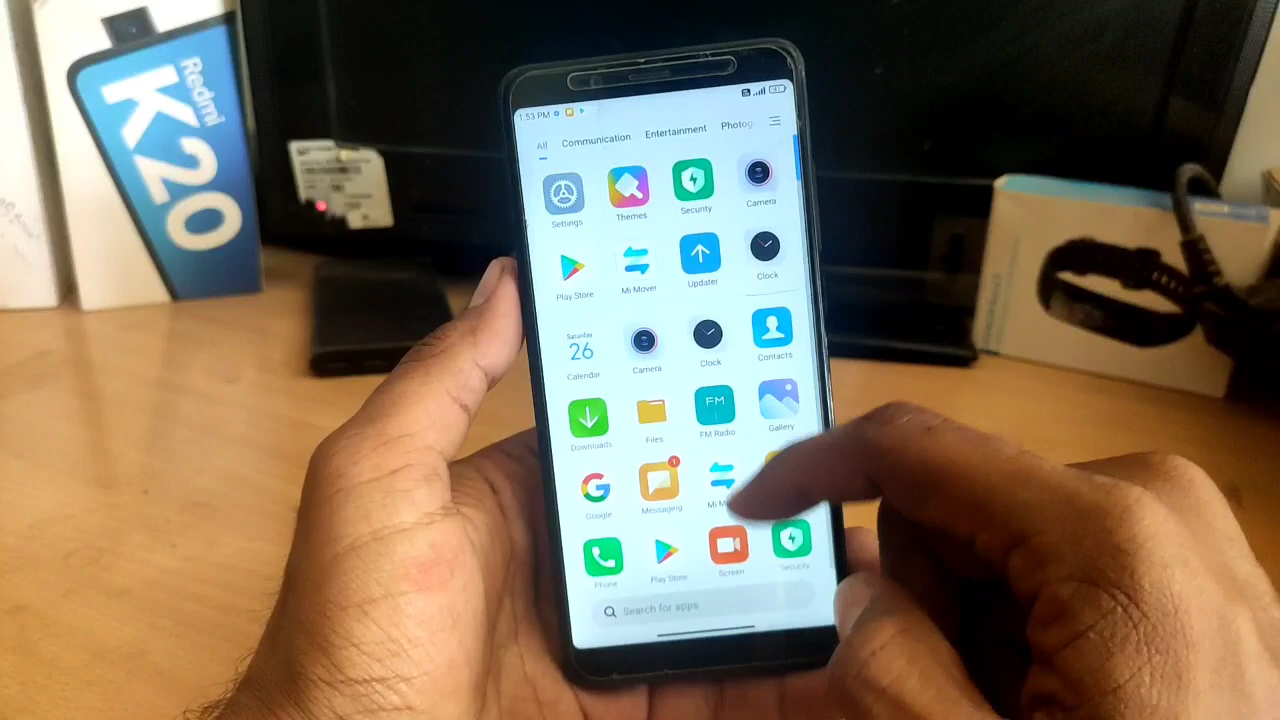 Redmi
K20
1:53 PM
All
Communication
Entertainment
Photog
Settings
Themes
Security
Camera
Play Store
Mi Mover
Updater
Clock
Saturday
26
Calendar
Camera
Clock
Contacts
Downloads
Files
FM
FM Radio
Gallery
Google
1
Messaging
Mi M
Phone
Play Store
Screen
Security
Search for apps